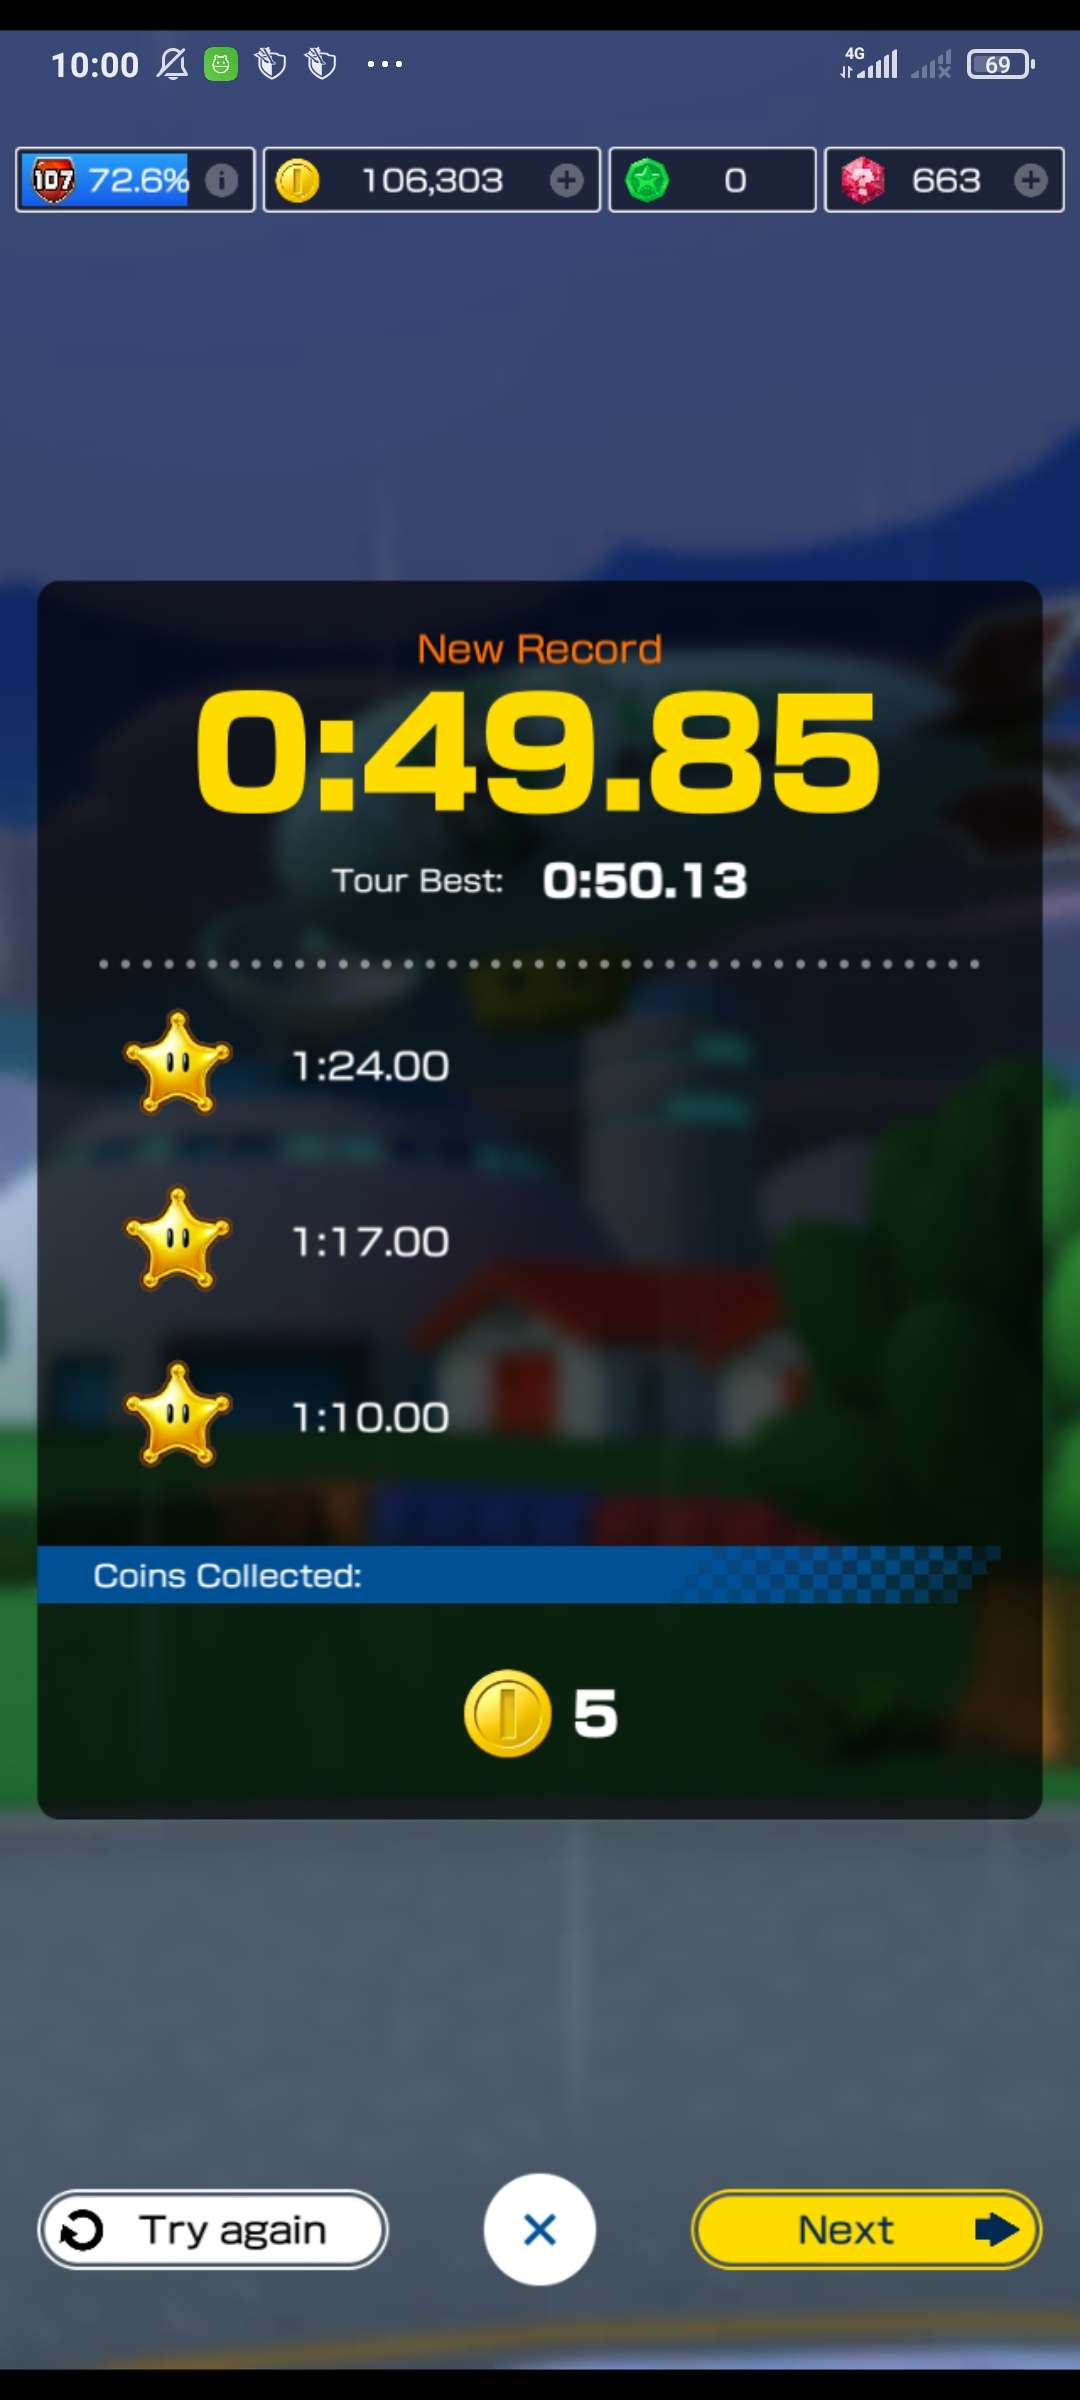 10:00 4G 69
107 72.6% i 106,303 + 0 663 +
New Record
0:49.85
Tour Best: 0:50.13
1:24.00
1:17.00
1:10.00
Coins Collected:
5
Try again × Next